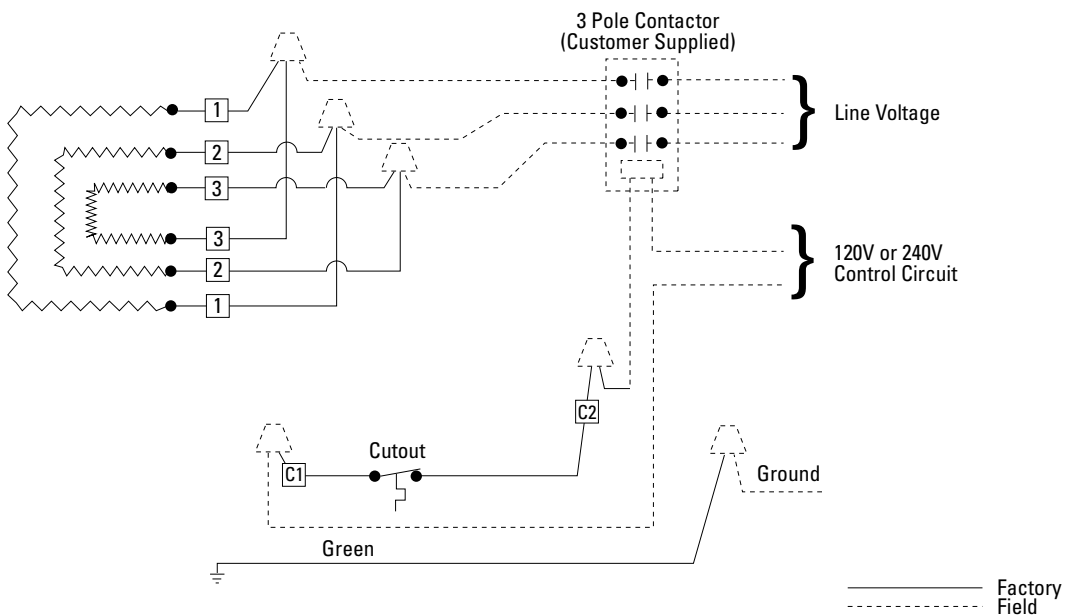 3 Pole Contactor
(Customer Supplied)
1
Line Voltage
2
3
3
2
120V or 240V
Control Circuit
1
C2
Cutout
C1
Ground
Green
Factory
Field